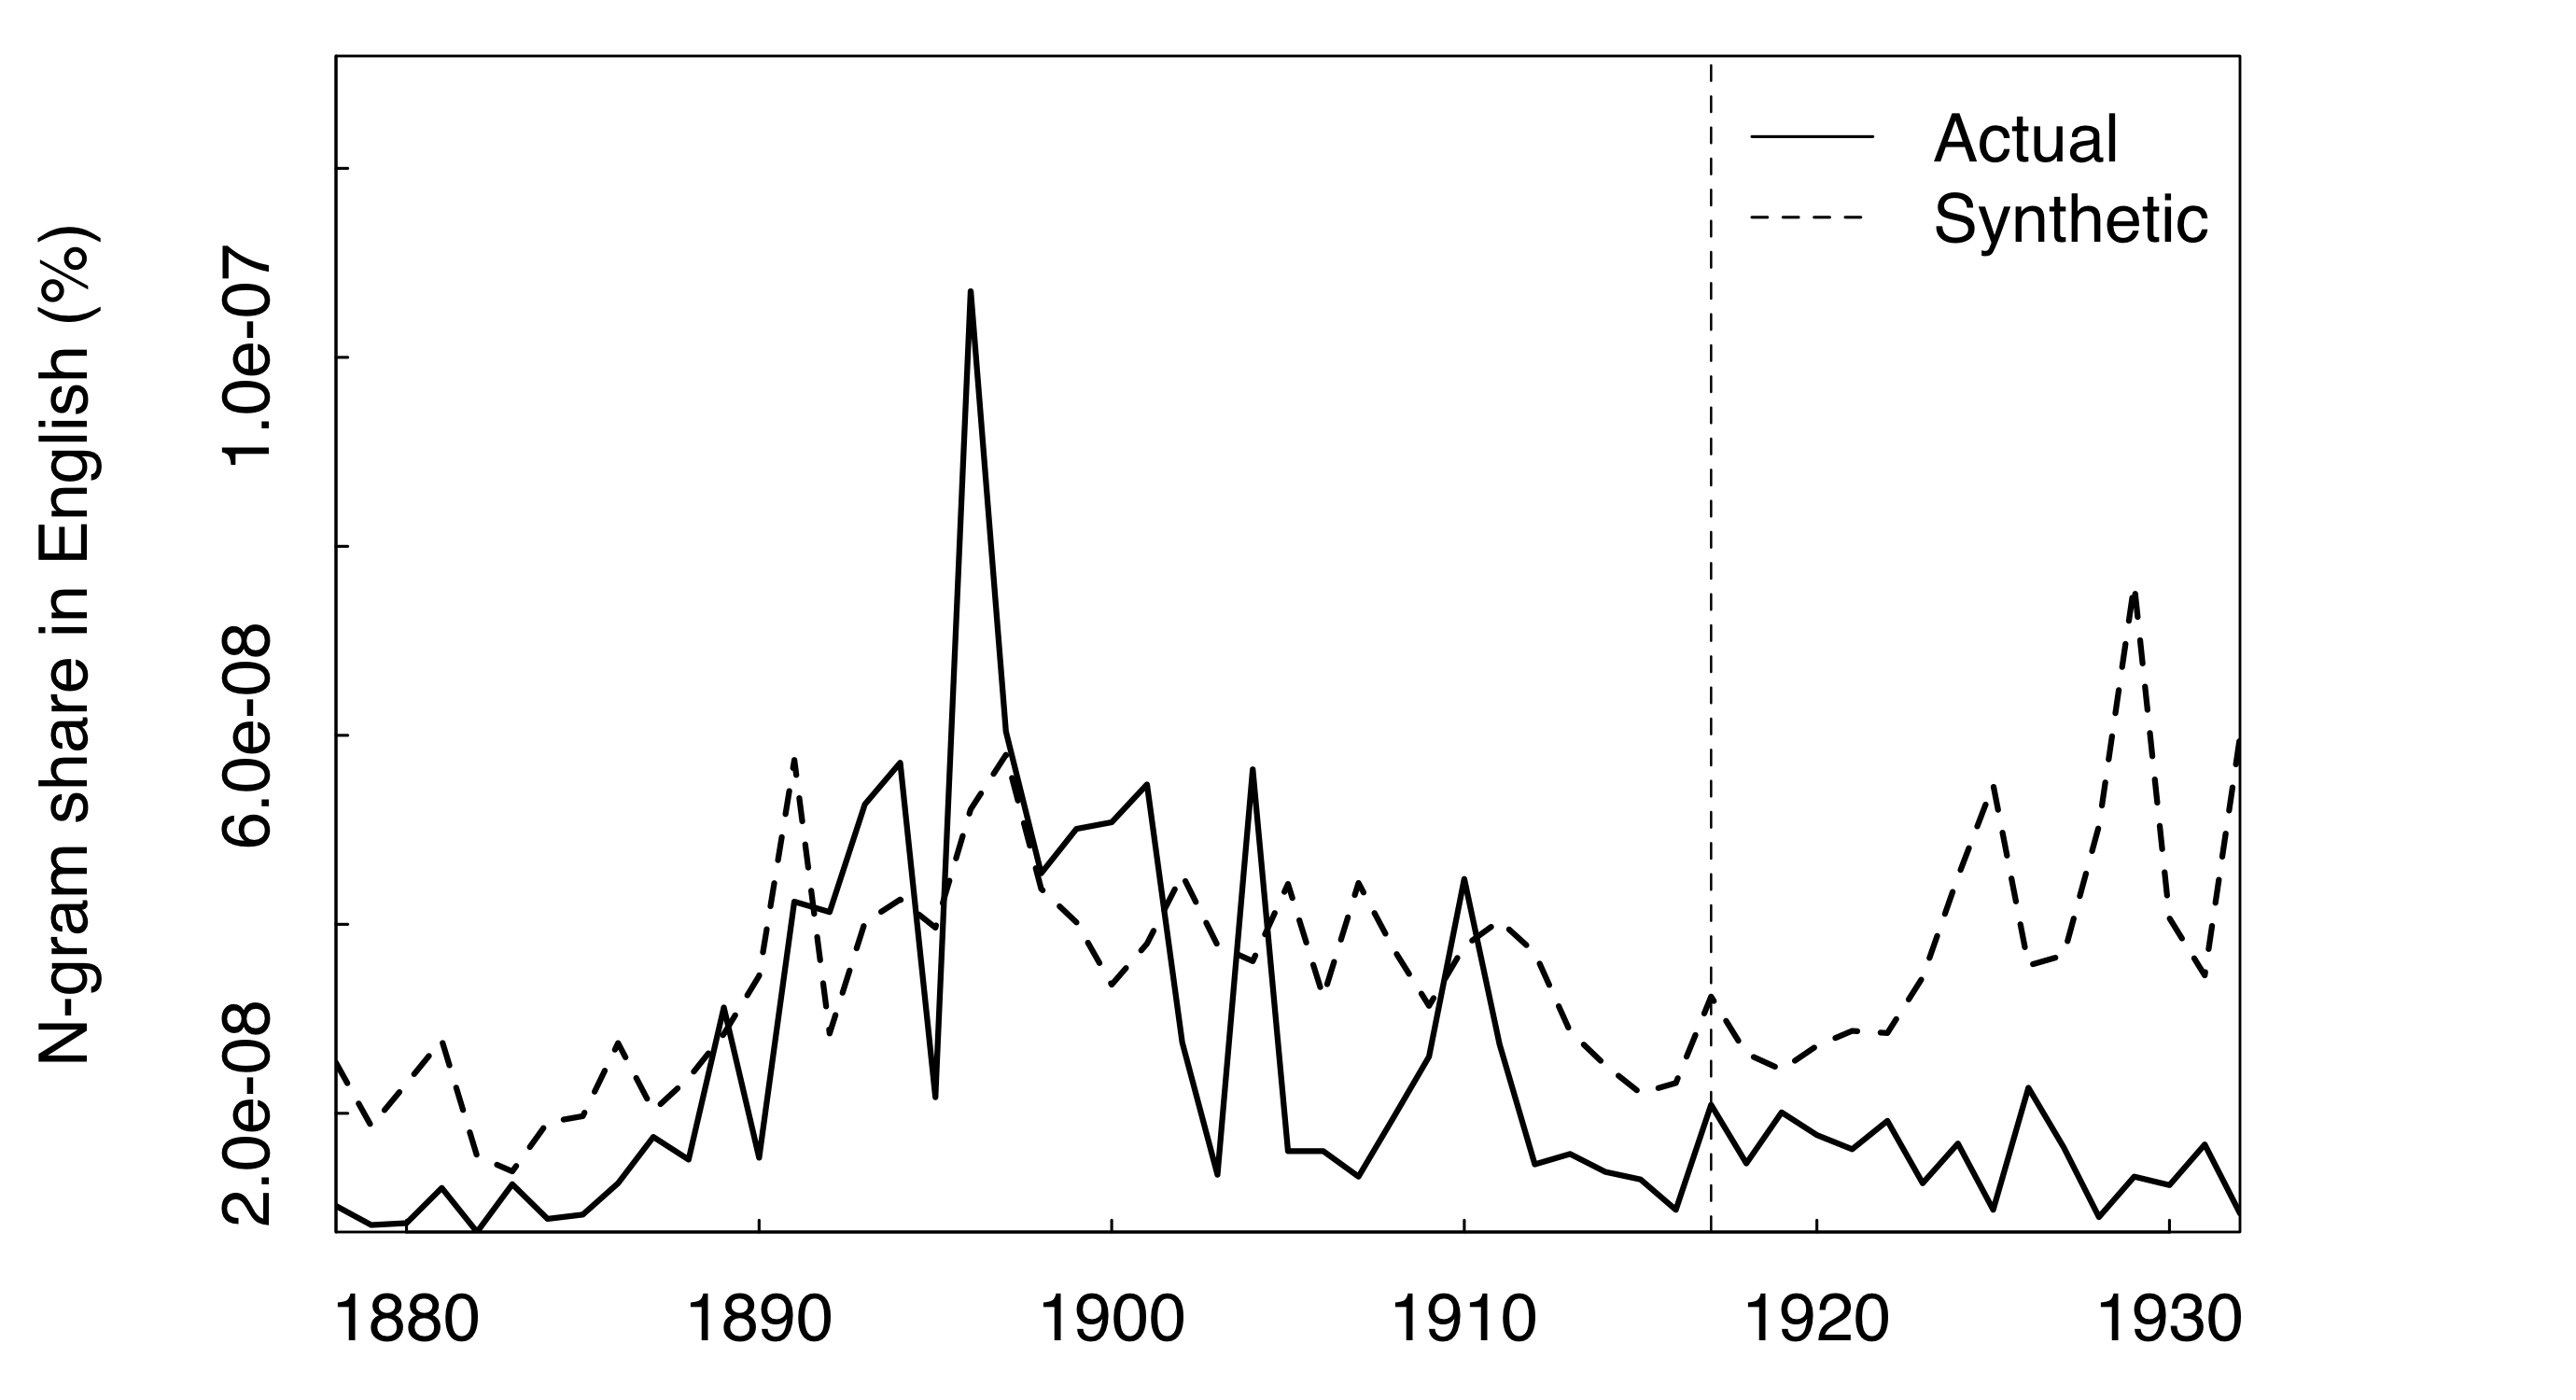 Actual
Synthetic
N-gram share in English (%)
1.0e-07
6.0e-08
2.0e-08
1880 1890 1900 1910 1920 1930